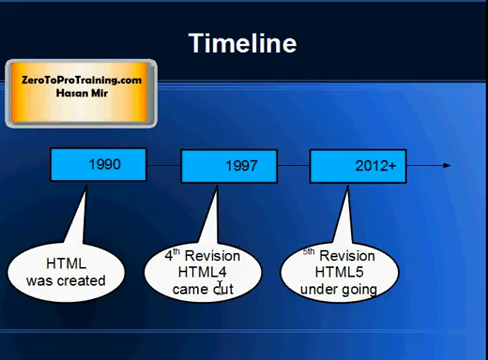 Timeline
ZeroToProTraining.com
Hasan Mir
1990
1997
2012+
HTML
was created
4th Revision
HTML4
came out
5th Revision
HTML5
under going